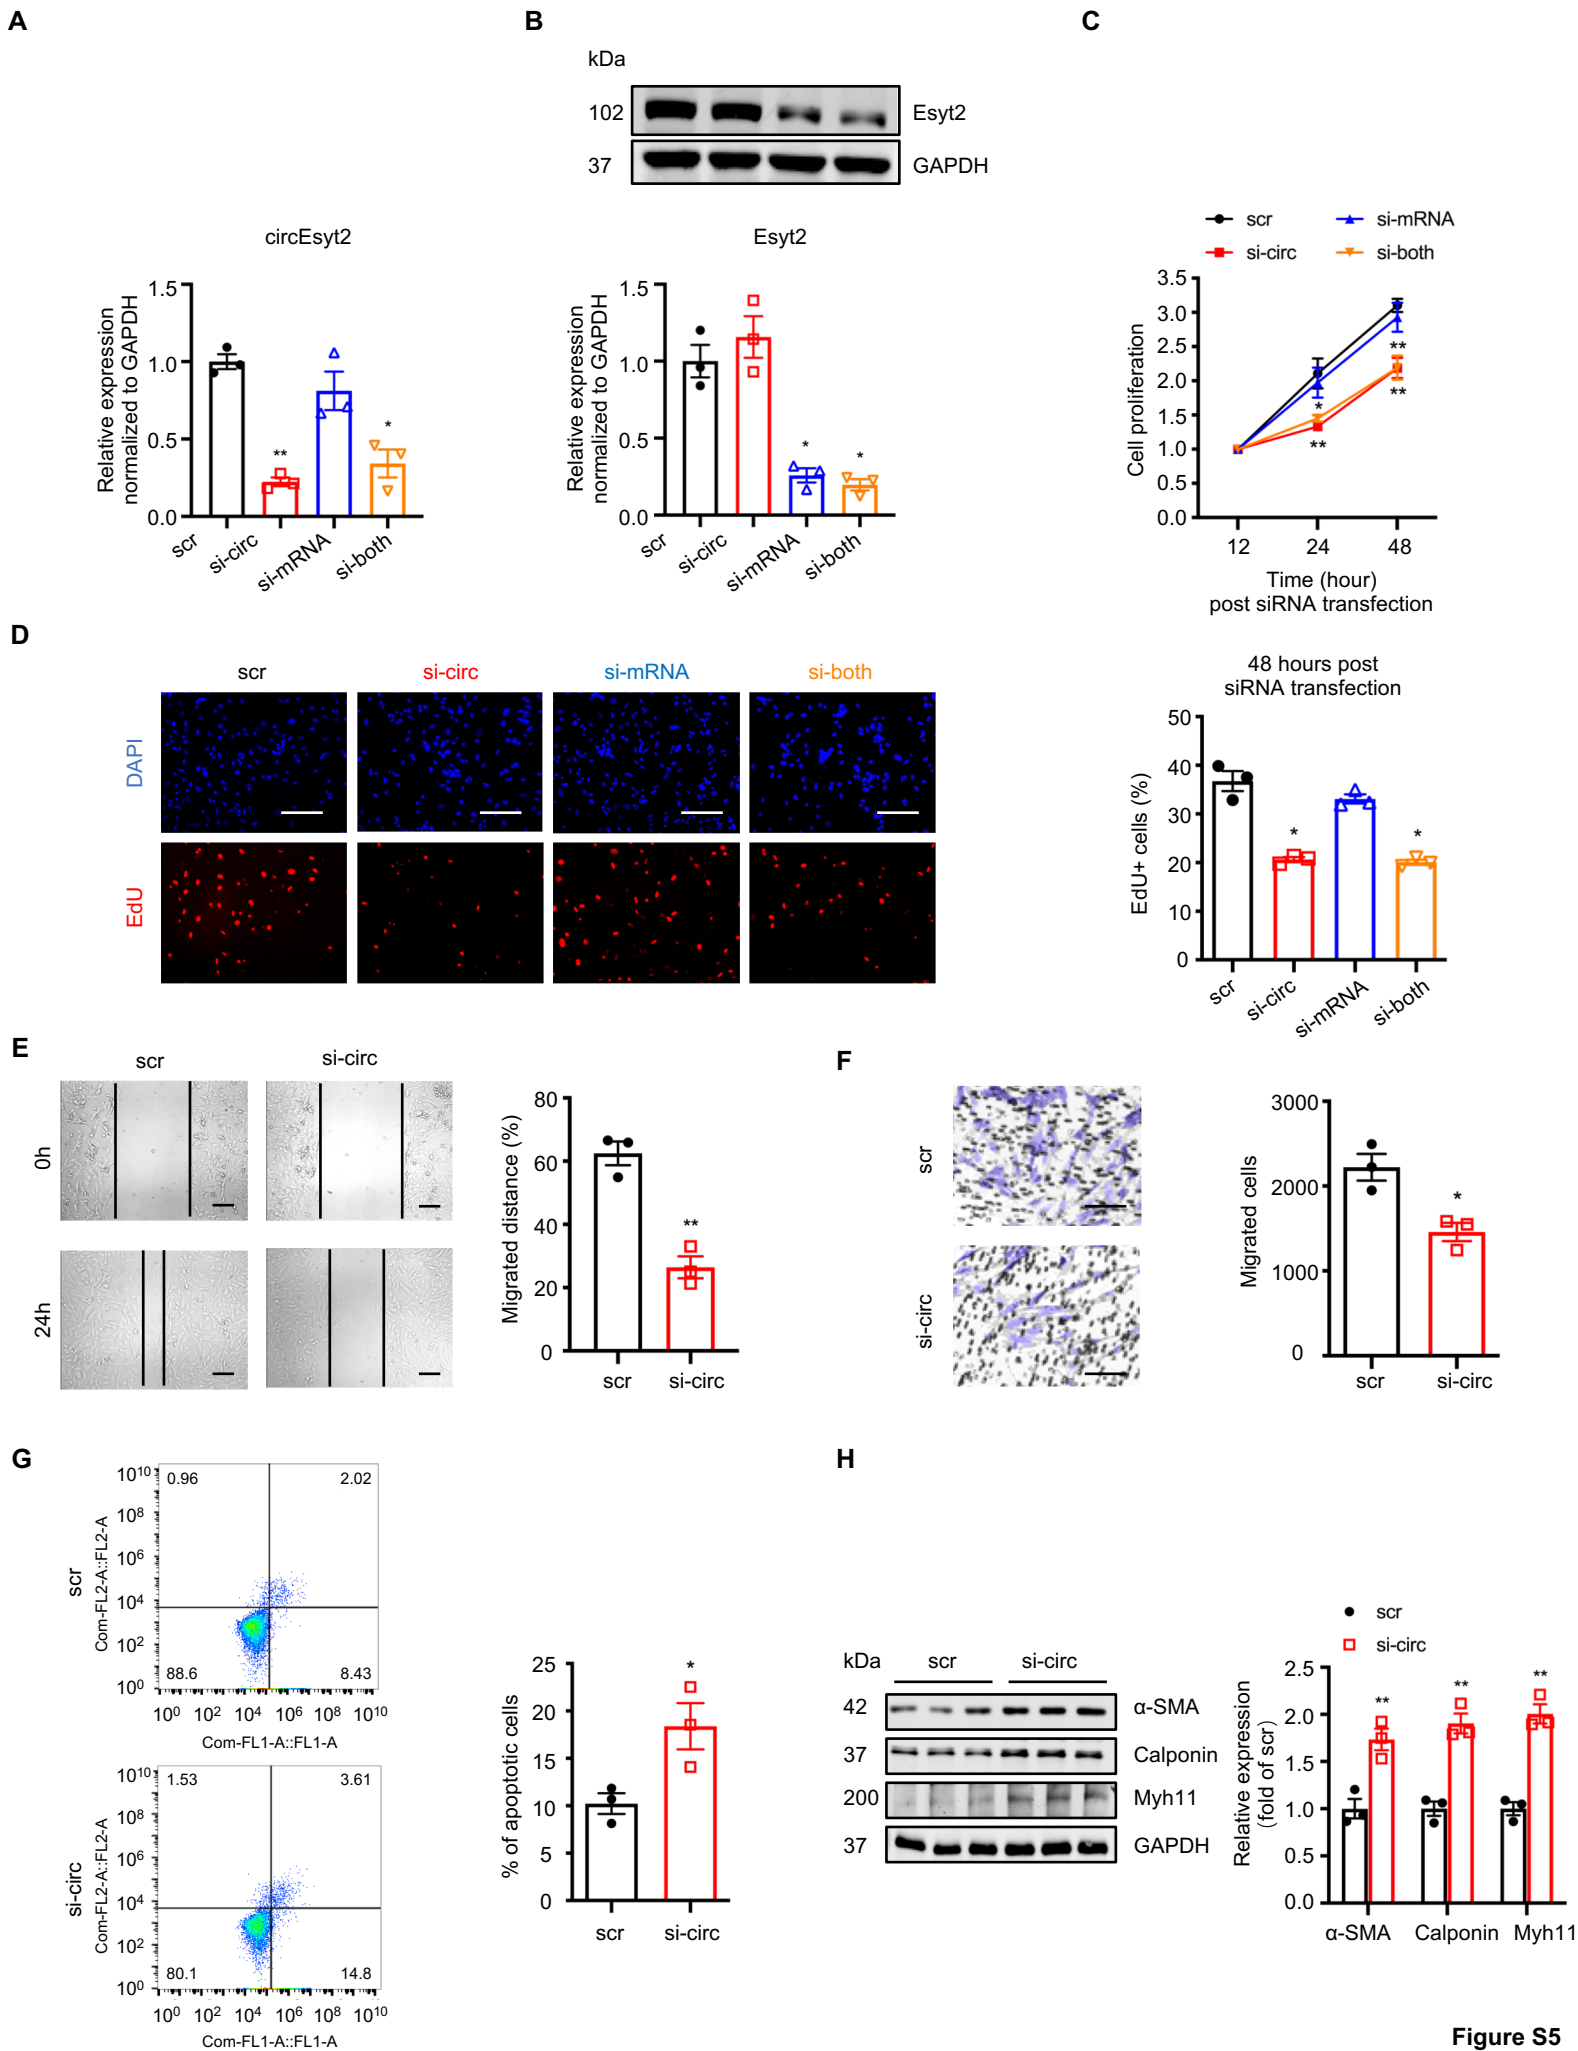 A
circEsyt2
Relative expression
normalized to GAPDH
1.5
1.0
0.5
0.0
**
*
scr
si-circ
si-mRNA
si-both
B
kDa
102
Esyt2
37
GAPDH
Esyt2
Relative expression
normalized to GAPDH
1.5
1.0
0.5
0.0
*
*
scr
si-circ
si-mRNA
si-both
C
scr
si-mRNA
si-circ
si-both
Cell proliferation
3.5
3.0
2.5
2.0
1.5
1.0
0.5
0.0
*
**
**
**
12
24
48
Time (hour)
post siRNA transfection
D
scr
si-circ
si-mRNA
si-both
DAPI
EdU
48 hours post
siRNA transfection
EdU+ cells (%)
50
40
30
20
10
0
*
*
scr
si-circ
si-mRNA
si-both
E
scr
si-circ
0h
24h
Migrated distance (%)
80
60
40
20
0
**
scr
si-circ
F
scr
si-circ
Migrated cells
3000
2000
1000
0
*
scr
si-circ
G
scr
Com-FL2-A::FL2-A
10¹⁰
10⁸
10⁶
10⁴
10²
10⁰
0.96
2.02
88.6
8.43
10⁰ 10² 10⁴ 10⁶ 10⁸ 10¹⁰
Com-FL1-A::FL1-A
si-circ
Com-FL2-A::FL2-A
10¹⁰
10⁸
10⁶
10⁴
10²
10⁰
1.53
3.61
80.1
14.8
10⁰ 10² 10⁴ 10⁶ 10⁸ 10¹⁰
Com-FL1-A::FL1-A
% of apoptotic cells
25
20
15
10
5
0
*
scr
si-circ
H
kDa
scr
si-circ
42
α-SMA
37
Calponin
200
Myh11
37
GAPDH
scr
si-circ
Relative expression
(fold of scr)
2.5
2.0
1.5
1.0
0.5
0.0
**
**
**
α-SMA
Calponin
Myh11
Figure S5